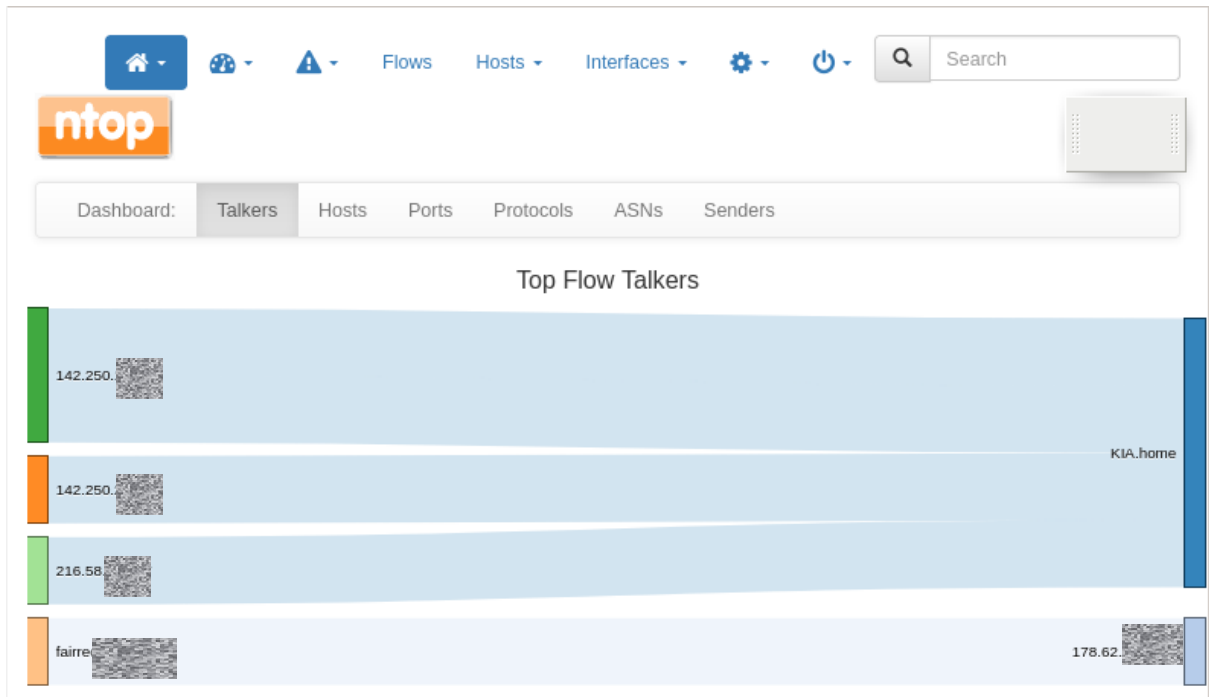 Flows Hosts Interfaces Search
ntop
Dashboard: Talkers Hosts Ports Protocols ASNs Senders
Top Flow Talkers
142.250.
KIA.home
142.250.
216.58
fairre
178.62.